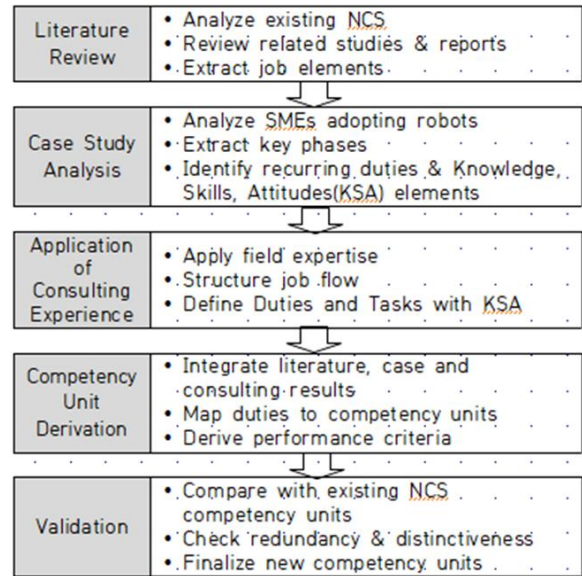 Literature
Review
• Analyze existing NCS
• Review related studies & reports
• Extract job elements
Case Study
Analysis
• Analyze SMEs adopting robots
• Extract key phases
• Identify recurring duties & Knowledge,
Skills, Attitudes(KSA) elements
Application
of
Consulting
Experience
• Apply field expertise
• Structure job flow
• Define Duties and Tasks with KSA
Competency
Unit
Derivation
• Integrate literature, case and
consulting results
• Map duties to competency units
• Derive performance criteria
Validation
• Compare with existing NCS
competency units
• Check redundancy & distinctiveness
• Finalize new competency units